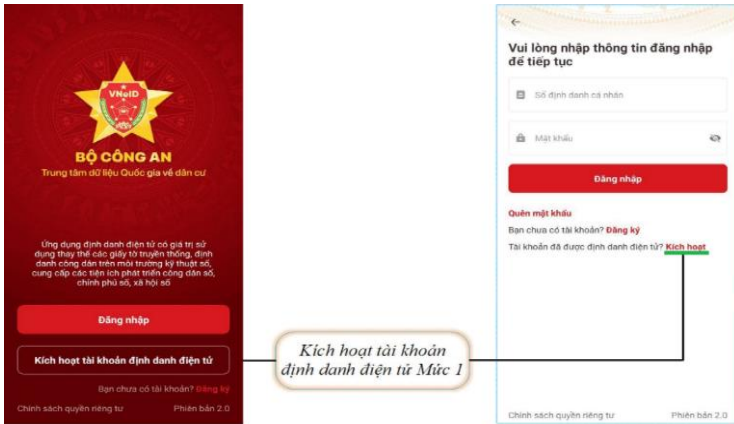 VNeID
BỘ CÔNG AN
Trung tâm dữ liệu Quốc gia về dân cư
Ứng dụng định danh điện tử có giá trị sử
dụng thay thế các giấy tờ truyền thống, định
danh công dân trên môi trường kỹ thuật số,
cung cấp các tiện ích phát triển công dân số,
chính phủ số, xã hội số
Đăng nhập
Kích hoạt tài khoản định danh điện tử
Bạn chưa có tài khoản? Đăng ký
Chính sách quyền riêng tư
Phiên bản 2.0
Kích hoạt tài khoản
định danh điện tử Mức 1
Vui lòng nhập thông tin đăng nhập
để tiếp tục
Số định danh cá nhân
Mật khẩu
Đăng nhập
Quên mật khẩu
Bạn chưa có tài khoản? Đăng ký
Tài khoản đã được định danh điện tử? Kích hoạt
Chính sách quyền riêng tư
Phiên bản 2.0